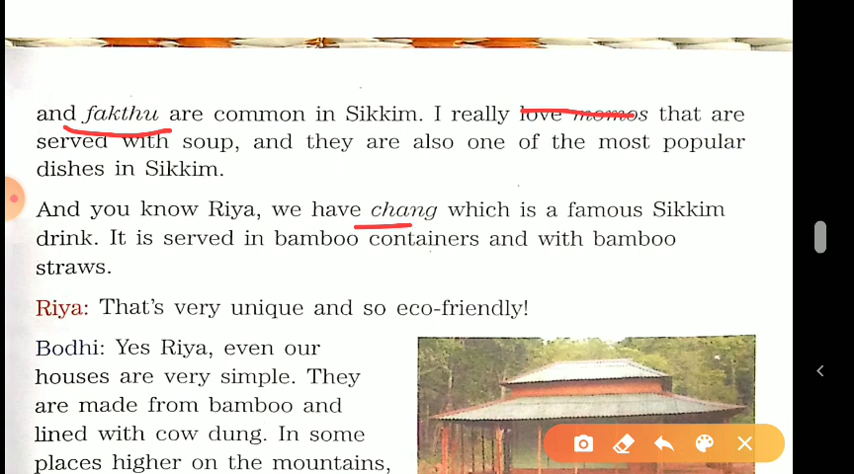 and fakthu are common in Sikkim. I really love momos that are
served with soup, and they are also one of the most popular
dishes in Sikkim.
And you know Riya, we have chang which is a famous Sikkim
drink. It is served in bamboo containers and with bamboo
straws.
Riya: That's very unique and so eco-friendly!
Bodhi: Yes Riya, even our
houses are very simple. They
are made from bamboo and
lined with cow dung. In some
places higher on the mountains,